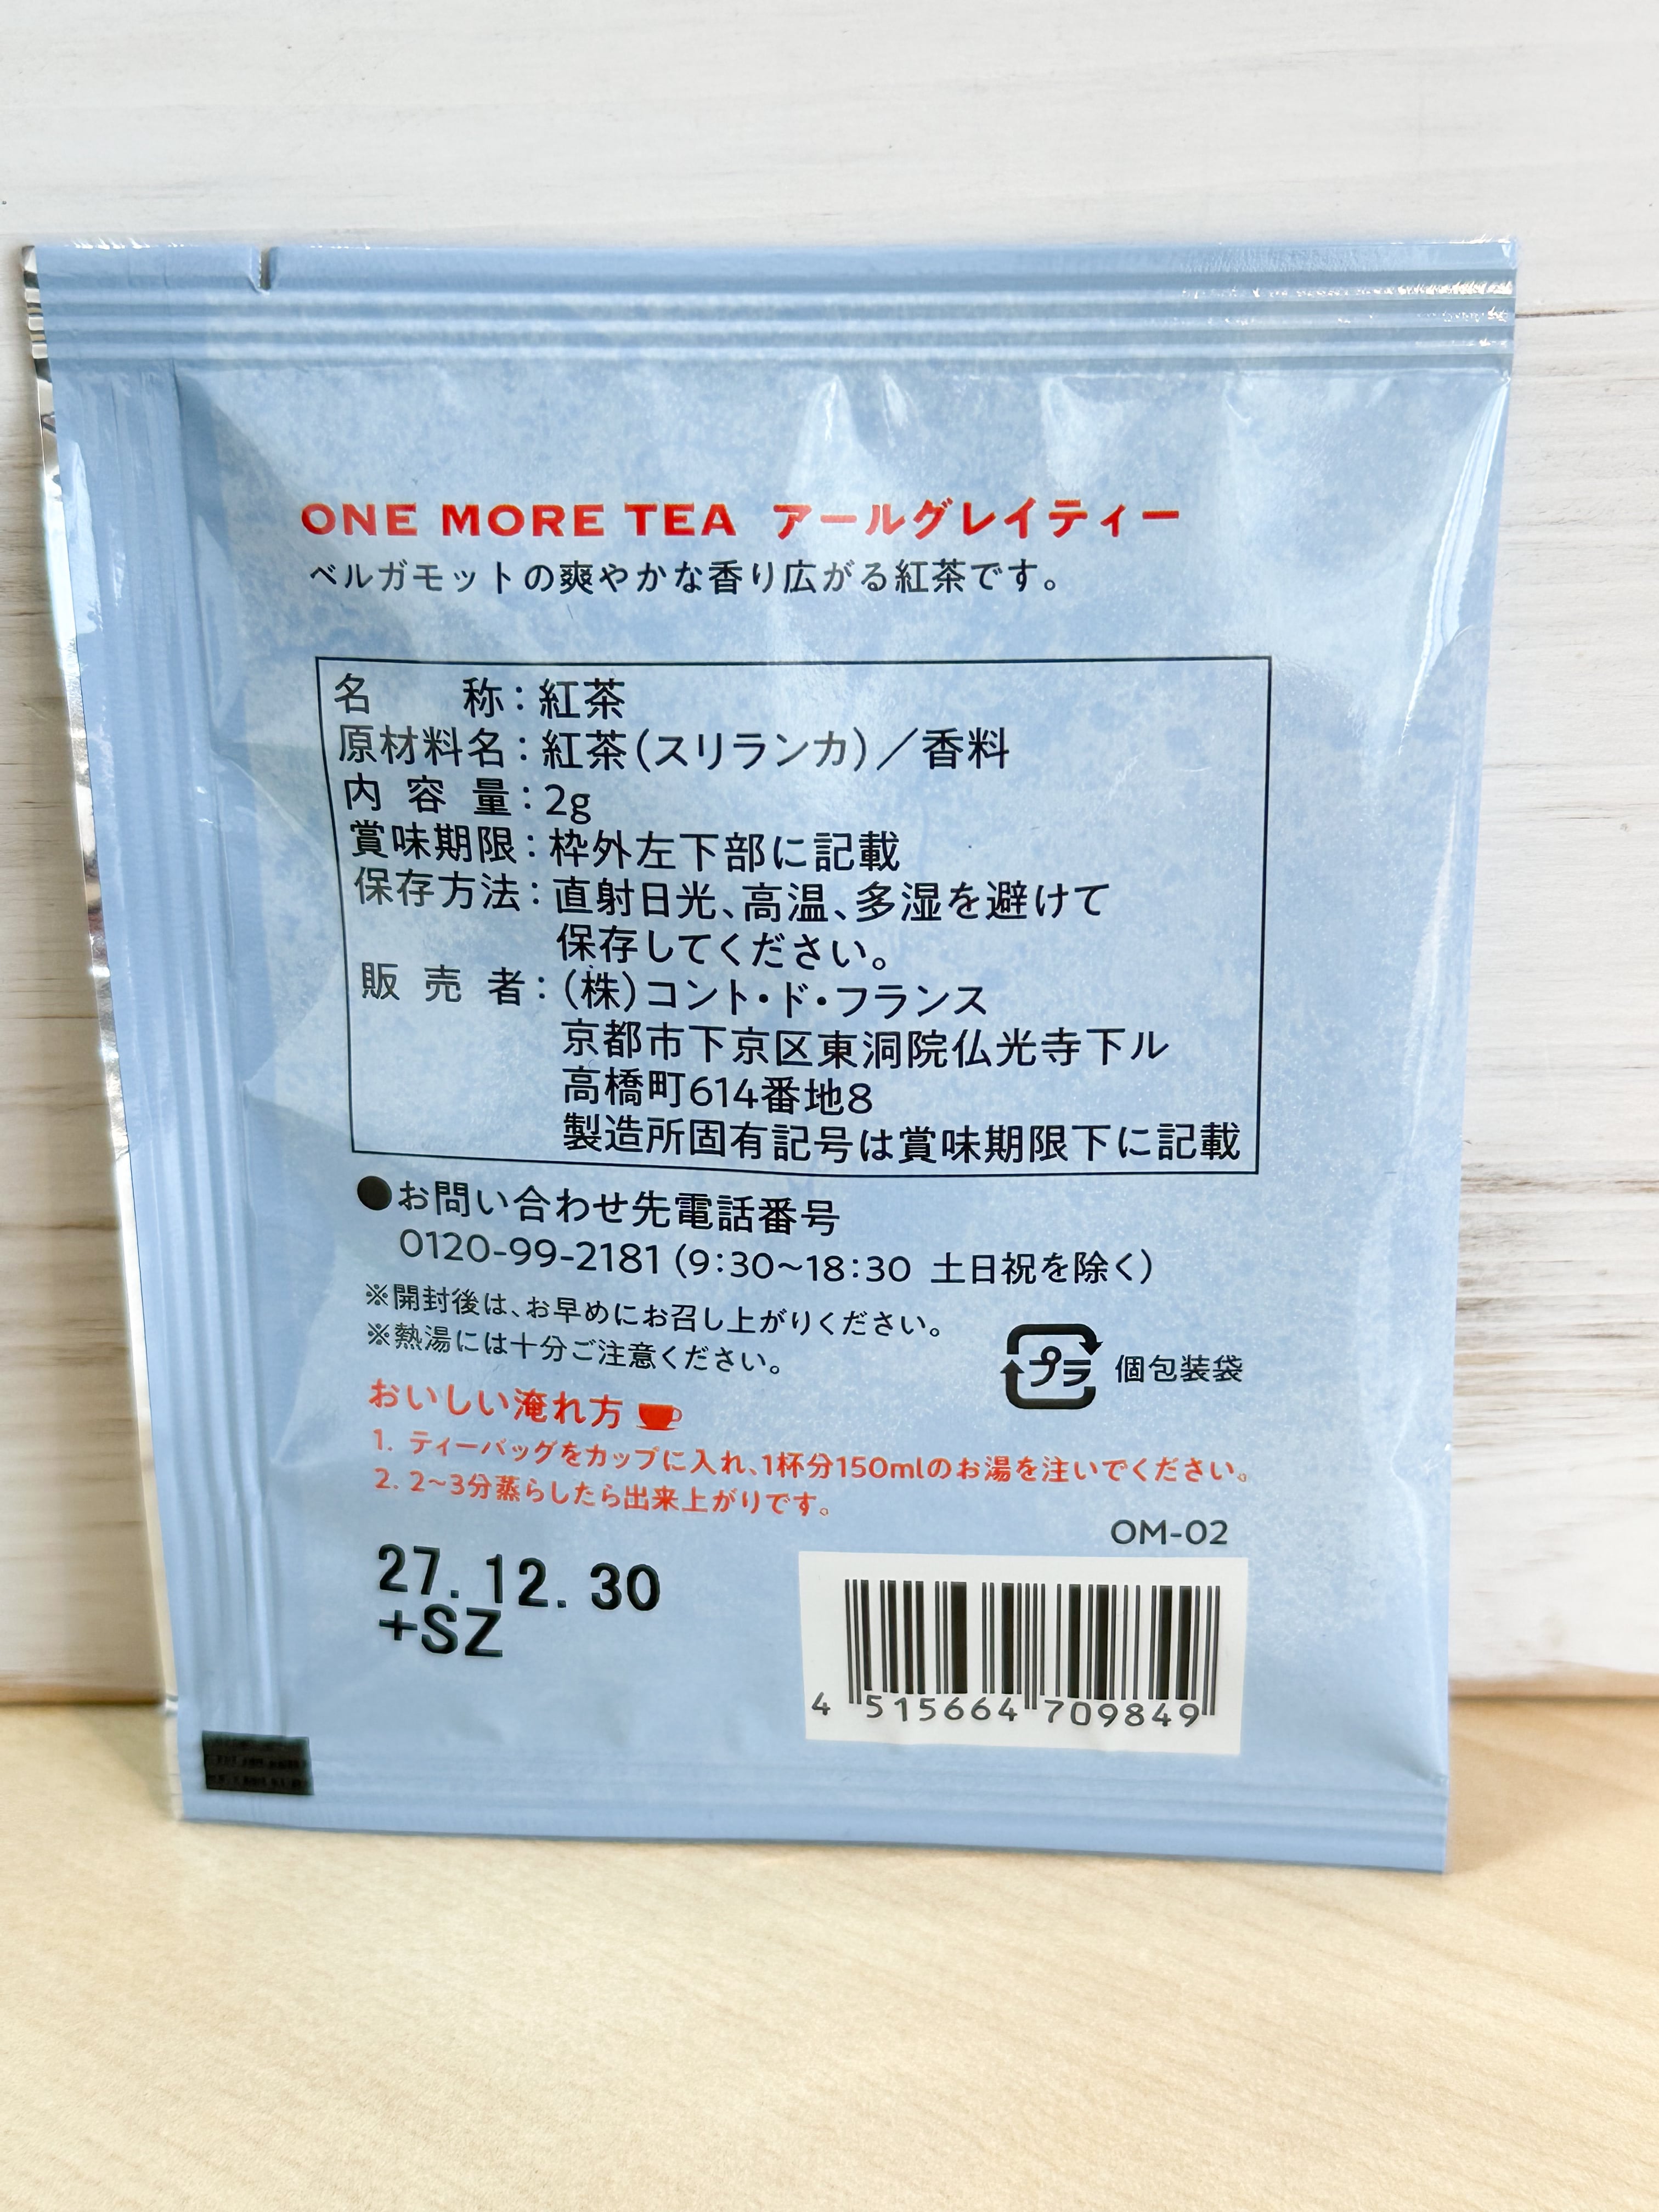 ONE MORE TEA アールグレイティー
ベルガモットの爽やかな香り広がる紅茶です。
名　　称：紅茶
原材料名：紅茶（スリランカ）／香料
内 容 量：2g
賞味期限：枠外左下部に記載
保存方法：直射日光、高温、多湿を避けて
保存してください。
販 売 者：（株）コント・ド・フランス
京都市下京区東洞院仏光寺下ル
高橋町614番地8
製造所固有記号は賞味期限下に記載
●お問い合わせ先電話番号
0120-99-2181（9：30〜18：30 土日祝を除く）
※開封後は、お早めにお召し上がりください。
※熱湯には十分ご注意ください。
プラ 個包装袋
おいしい淹れ方
1. ティーバッグをカップに入れ、1杯分150mlのお湯を注いでください。
2. 2〜3分蒸らしたら出来上がりです。
OM-02
27.12.30
+SZ
4 515664 709849